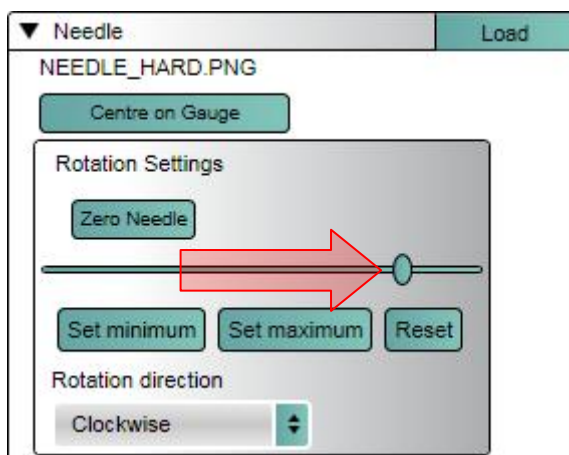 Needle Load
NEEDLE_HARD.PNG
Centre on Gauge
Rotation Settings
Zero Needle
Set minimum Set maximum Reset
Rotation direction
Clockwise